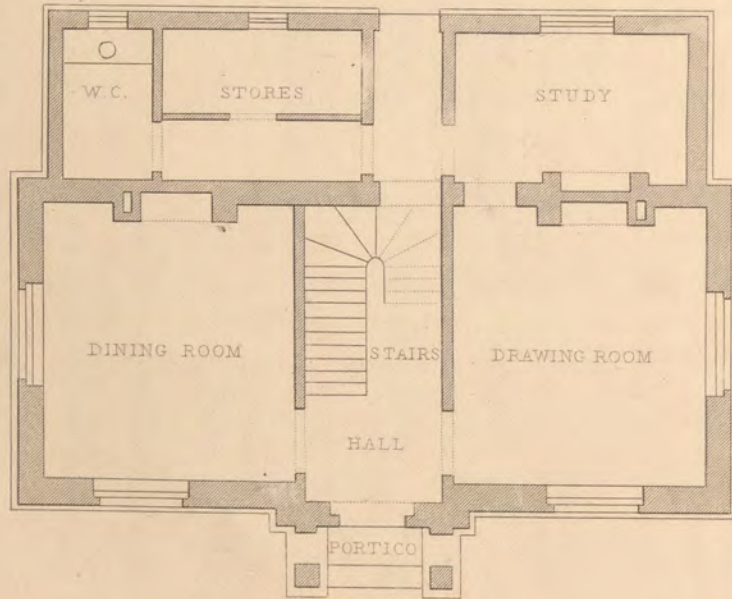 W.C.
STORES
STUDY
DINING ROOM
STAIRS
DRAWING ROOM
HALL
PORTICO